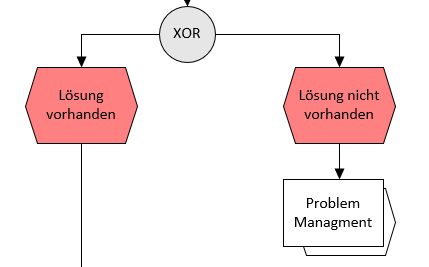 XOR
Lösung
vorhanden
Lösung nicht
vorhanden
Problem
Managment